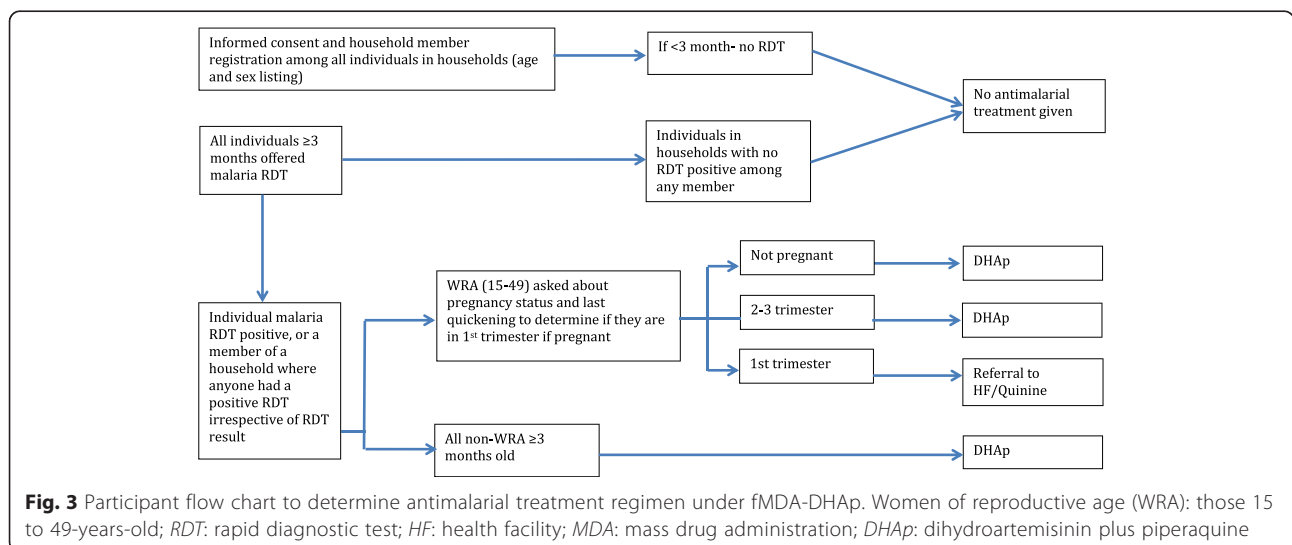 Informed consent and household member
registration among all individuals in households (age
and sex listing)
If <3 month- no RDT
No antimalarial
treatment given
All individuals ≥3
months offered
malaria RDT
Individuals in
households with no
RDT positive among
any member
Individual malaria
RDT positive, or a
member of a
household where
anyone had a
positive RDT
irrespective of RDT
result
WRA (15-49) asked about
pregnancy status and last
quickening to determine if they are
in 1st trimester if pregnant
Not pregnant
DHAp
2-3 trimester
DHAp
1st trimester
Referral to
HF/Quinine
All non-WRA ≥3
months old
DHAp
Fig. 3 Participant flow chart to determine antimalarial treatment regimen under fMDA-DHAp. Women of reproductive age (WRA): those 15
to 49-years-old; RDT: rapid diagnostic test; HF: health facility; MDA: mass drug administration; DHAp: dihydroartemisinin plus piperaquine